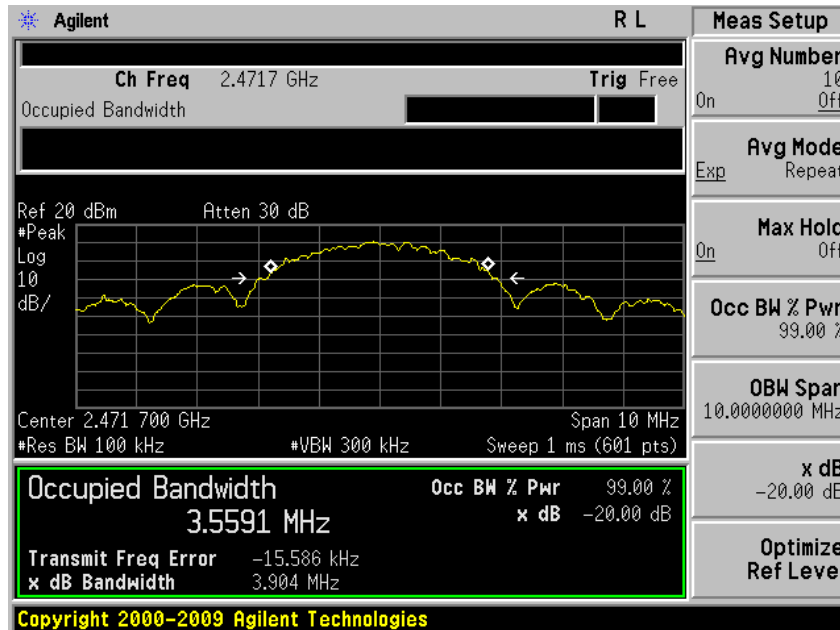 Agilent R L
Ch Freq 2.4717 GHz Trig Free
Occupied Bandwidth
Ref 20 dBm Atten 30 dB
#Peak
Log
10
dB/
Center 2.471 700 GHz Span 10 MHz
#Res BW 100 kHz #VBW 300 kHz Sweep 1 ms (601 pts)
Occupied Bandwidth Occ BW % Pwr 99.00 %
3.5591 MHz x dB -20.00 dB
Transmit Freq Error -15.586 kHz
x dB Bandwidth 3.904 MHz
Copyright 2000-2009 Agilent Technologies
Meas Setup
Avg Number
10
On Off
Avg Mode
Exp Repeat
Max Hold
On Off
Occ BW % Pwr
99.00 %
OBW Span
10.0000000 MHz
x dB
-20.00 dB
Optimize
Ref Level